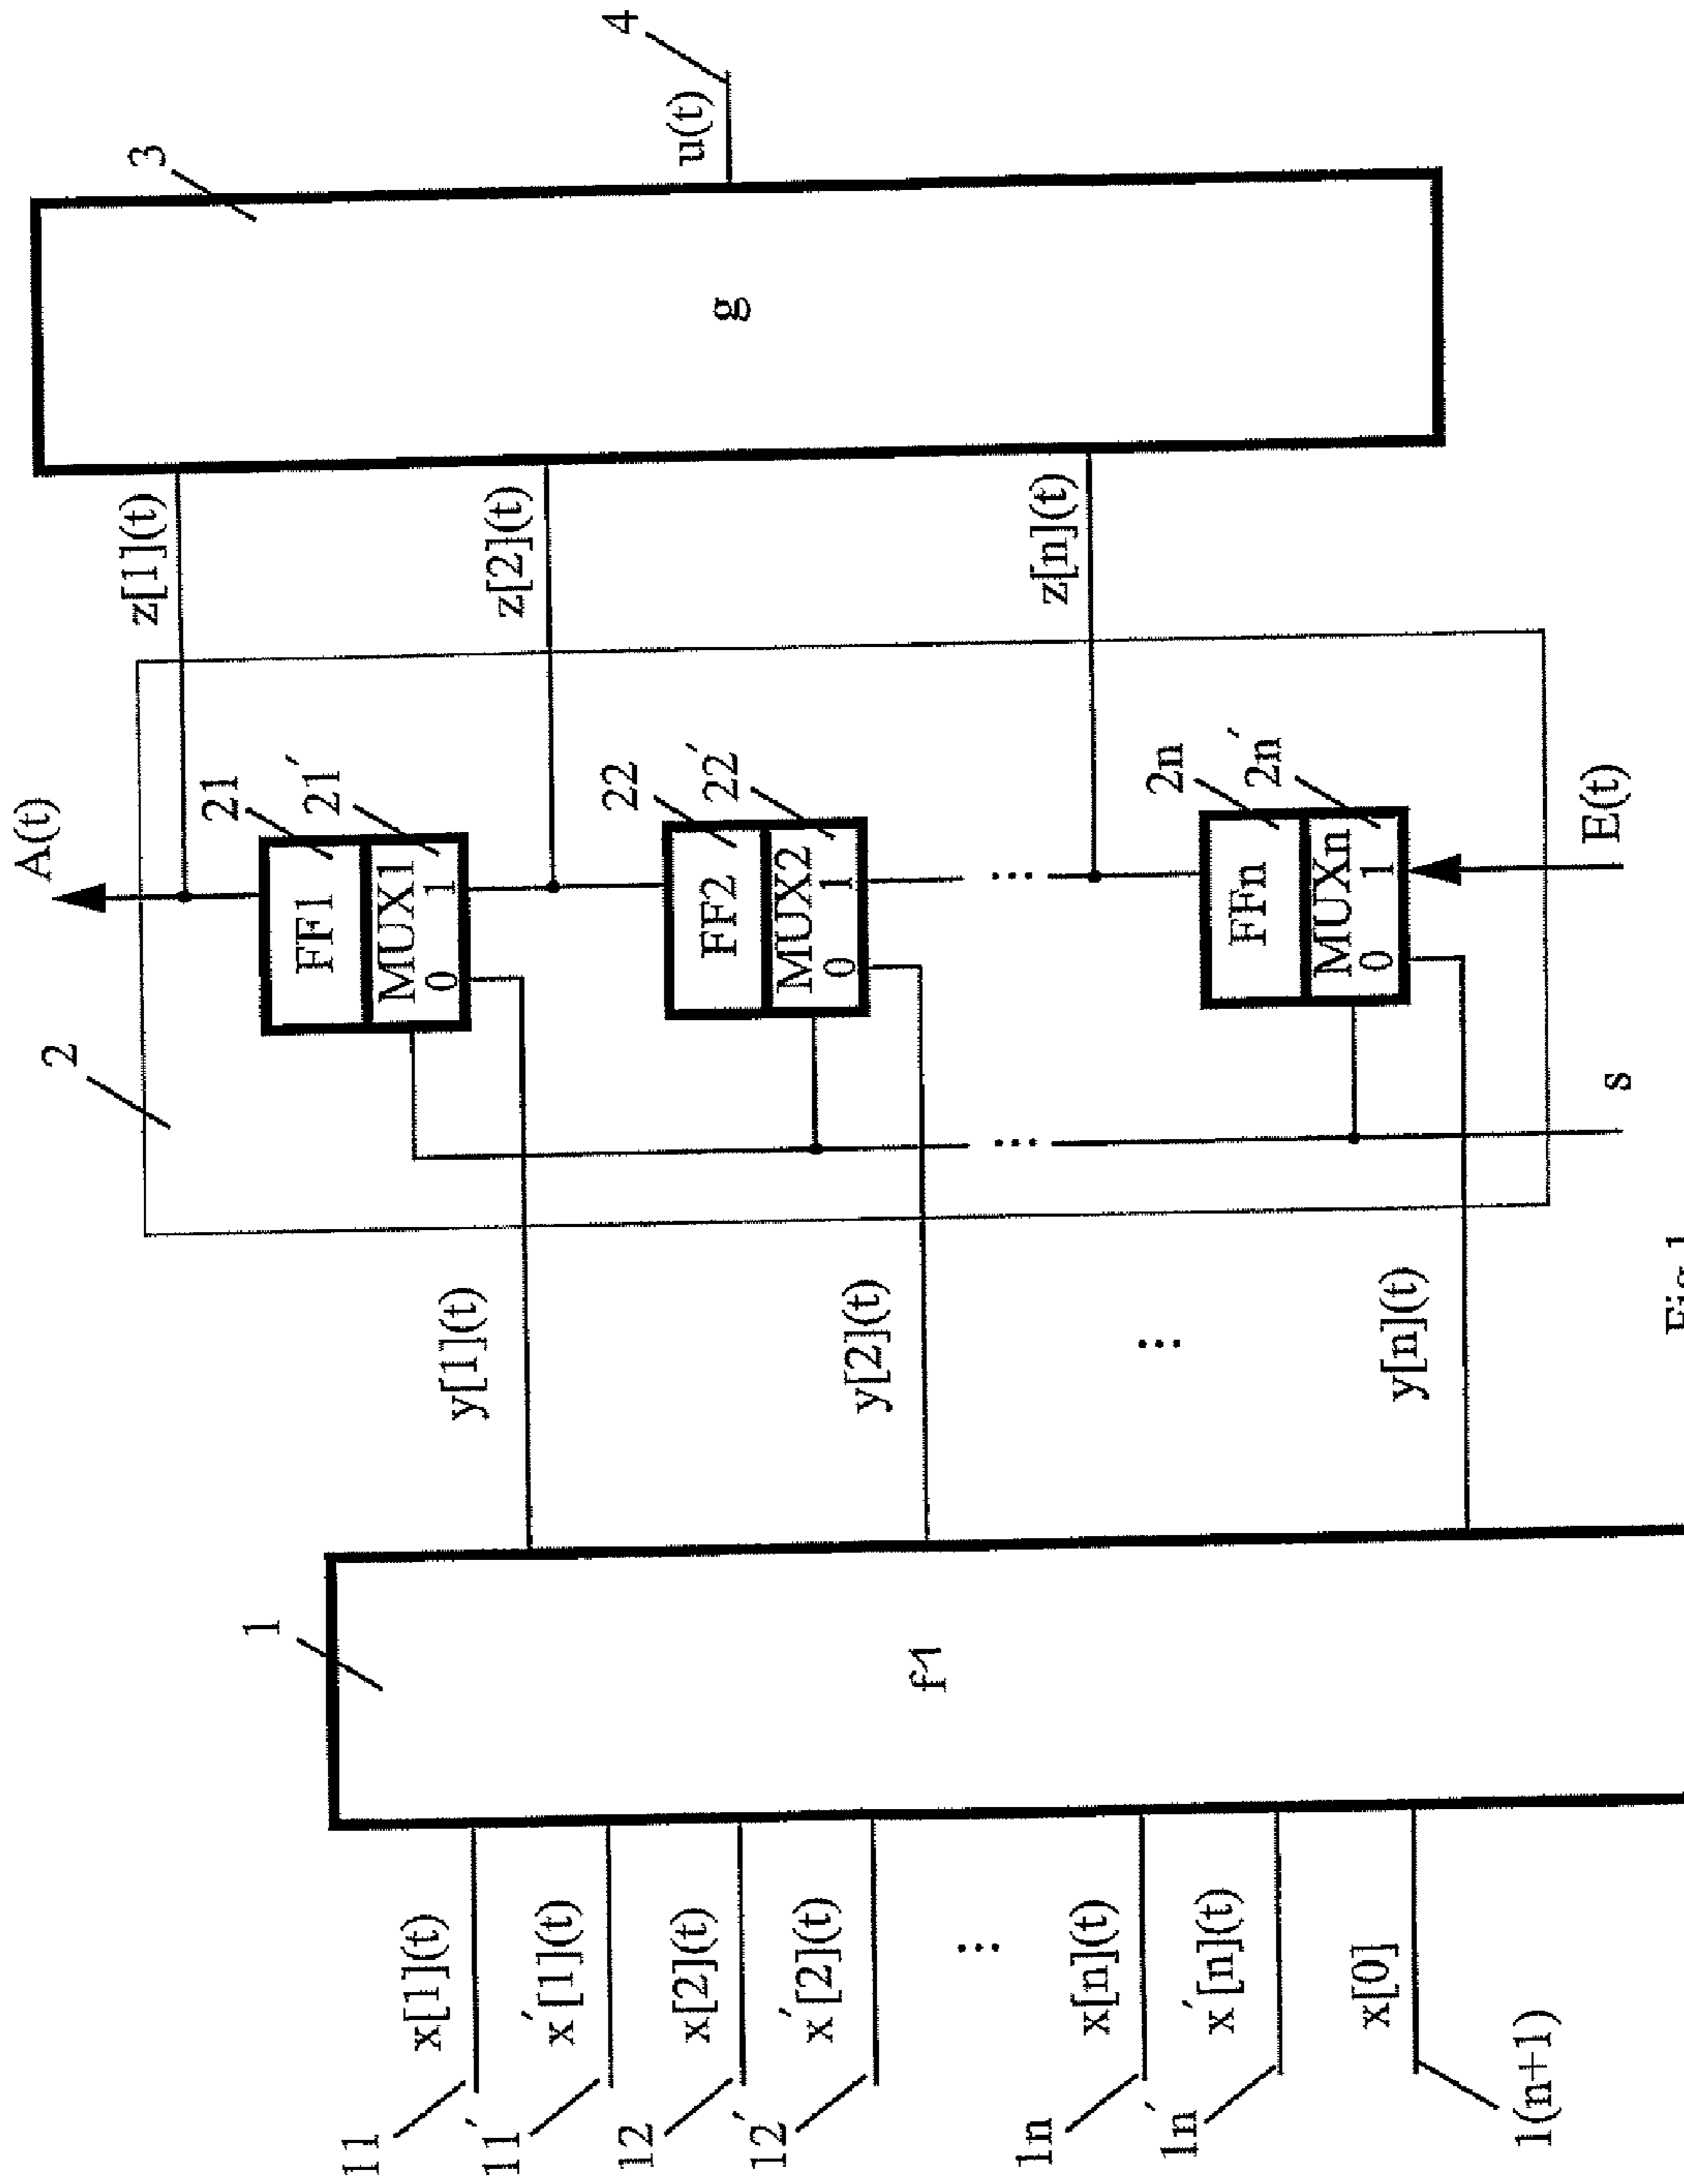 A(t)
E(t)
s
2
21
21′
22
22′
2n
2n′
FF1
MUX1
0 1
FF2
MUX2
0 1
FFn
MUXn
0 1
...
...
z[1](t)
z[2](t)
z[n](t)
3
g
u(t)
4
y[1](t)
y[2](t)
...
y[n](t)
1
f1
x[1](t)
x′[1](t)
x[2](t)
x′[2](t)
...
x[n](t)
x′[n](t)
x[0]
11
11′
12
12′
1n
1n′
1(n+1)
Fig.1